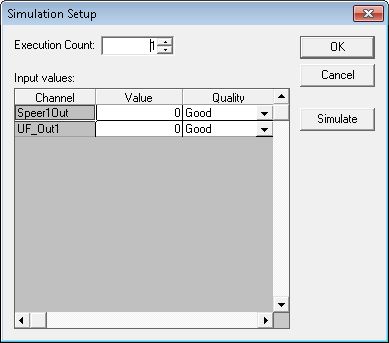 Simulation Setup
Execution Count: 1
OK
Cancel
Input values:
Channel Value Quality
Speer1Out 0 Good
UF_Out1 0 Good
Simulate